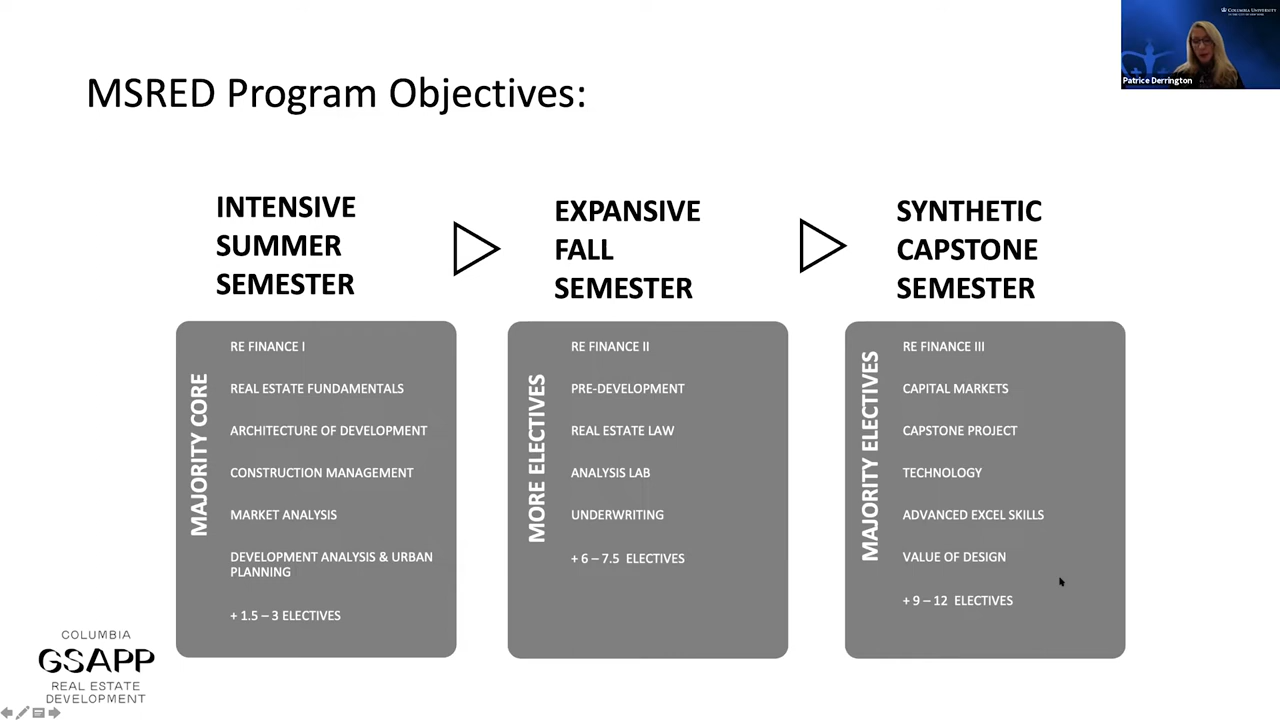 COLUMBIA UNIVERSITY
Patrice Derrington
MSRED Program Objectives:
INTENSIVE
SUMMER
SEMESTER
MAJORITY CORE
RE FINANCE I
REAL ESTATE FUNDAMENTALS
ARCHITECTURE OF DEVELOPMENT
CONSTRUCTION MANAGEMENT
MARKET ANALYSIS
DEVELOPMENT ANALYSIS & URBAN
PLANNING
+ 1.5 – 3 ELECTIVES
EXPANSIVE
FALL
SEMESTER
MORE ELECTIVES
RE FINANCE II
PRE-DEVELOPMENT
REAL ESTATE LAW
ANALYSIS LAB
UNDERWRITING
+ 6 – 7.5 ELECTIVES
SYNTHETIC
CAPSTONE
SEMESTER
MAJORITY ELECTIVES
RE FINANCE III
CAPITAL MARKETS
CAPSTONE PROJECT
TECHNOLOGY
ADVANCED EXCEL SKILLS
VALUE OF DESIGN
+ 9 – 12 ELECTIVES
COLUMBIA
GSAPP
REAL ESTATE
DEVELOPMENT